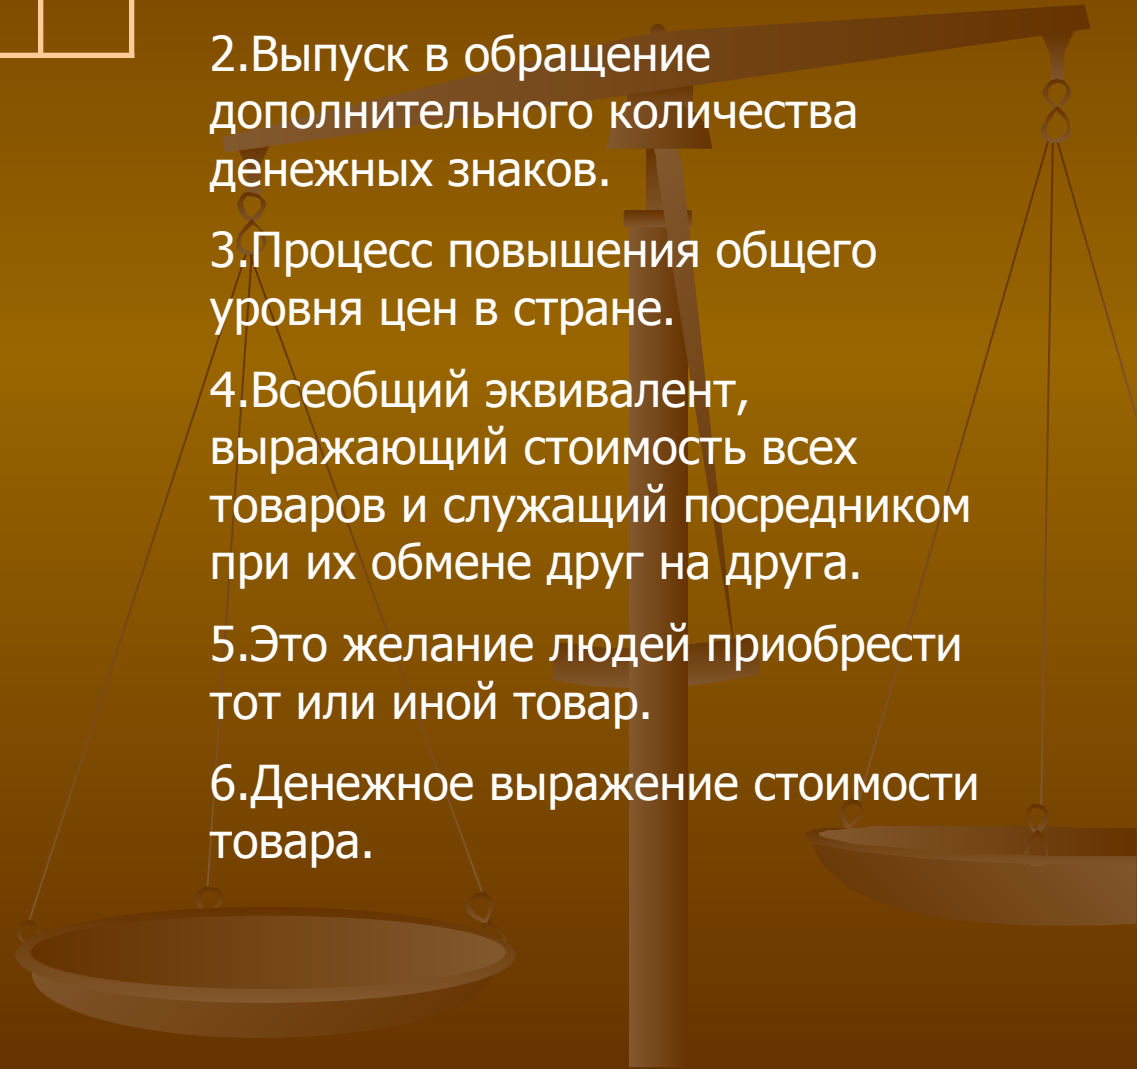 2.Выпуск в обращение
дополнительного количества
денежных знаков.
3.Процесс повышения общего
уровня цен в стране.
4.Всеобщий эквивалент,
выражающий стоимость всех
товаров и служащий посредником
при их обмене друг на друга.
5.Это желание людей приобрести
тот или иной товар.
6.Денежное выражение стоимости
товара.